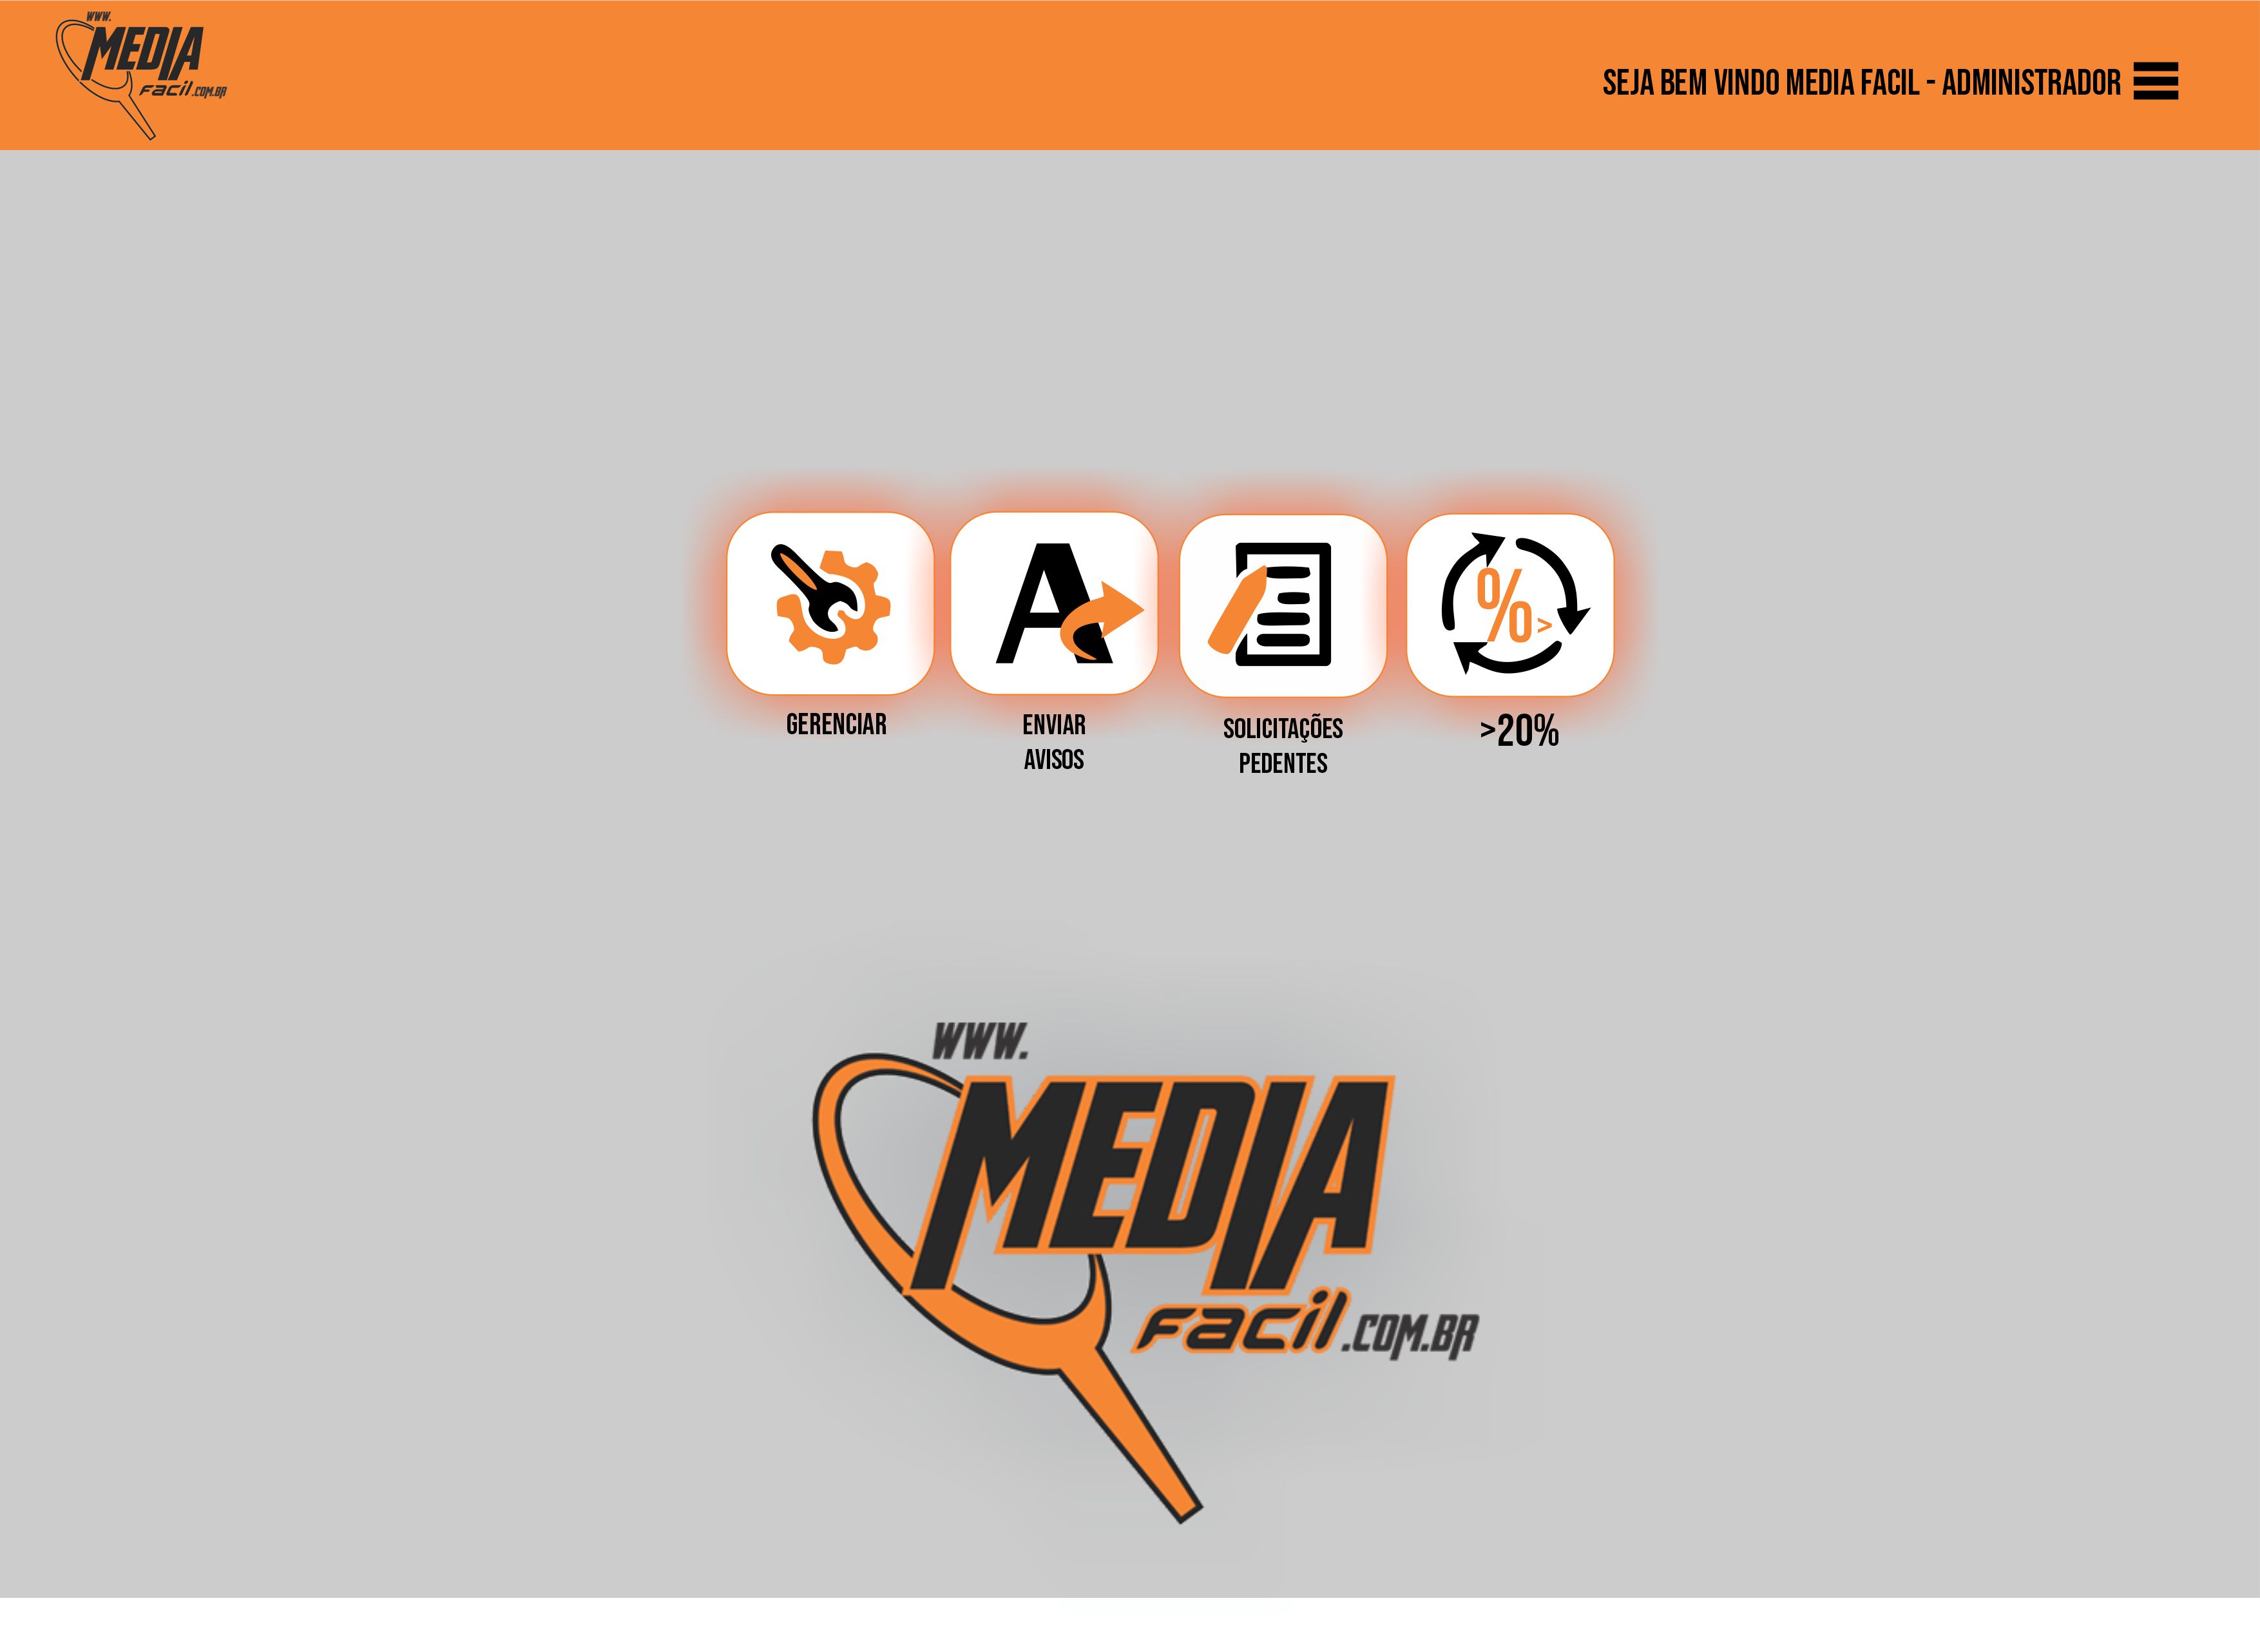 WWW.
MEDIA
FACIL.COM.BR
SEJA BEM VINDO MEDIA FACIL - ADMINISTRADOR
A
%>
GERENCIAR
ENVIAR
AVISOS
SOLICITAÇÕES
PEDENTES
>20%
WWW.
MEDIA
FACIL.COM.BR